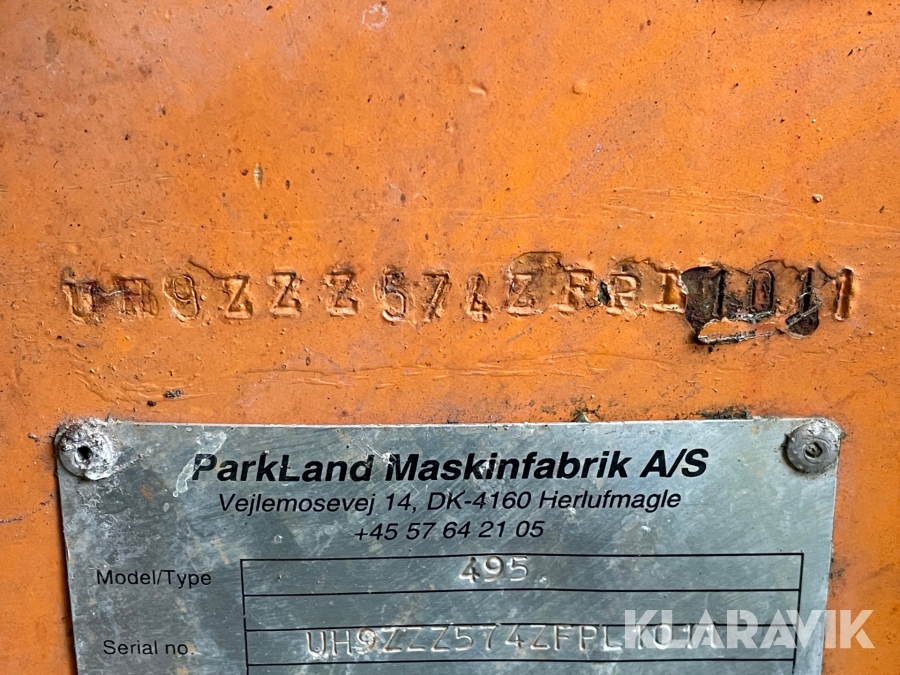 UH9ZZZ574ZFPL1011
ParkLand Maskinfabrik A/S
Vejlemosevej 14, DK-4160 Herlufmagle
+45 57 64 21 05
Model/Type 495
Serial no. UH9ZZZ574ZFPL1011
KLARAVIK